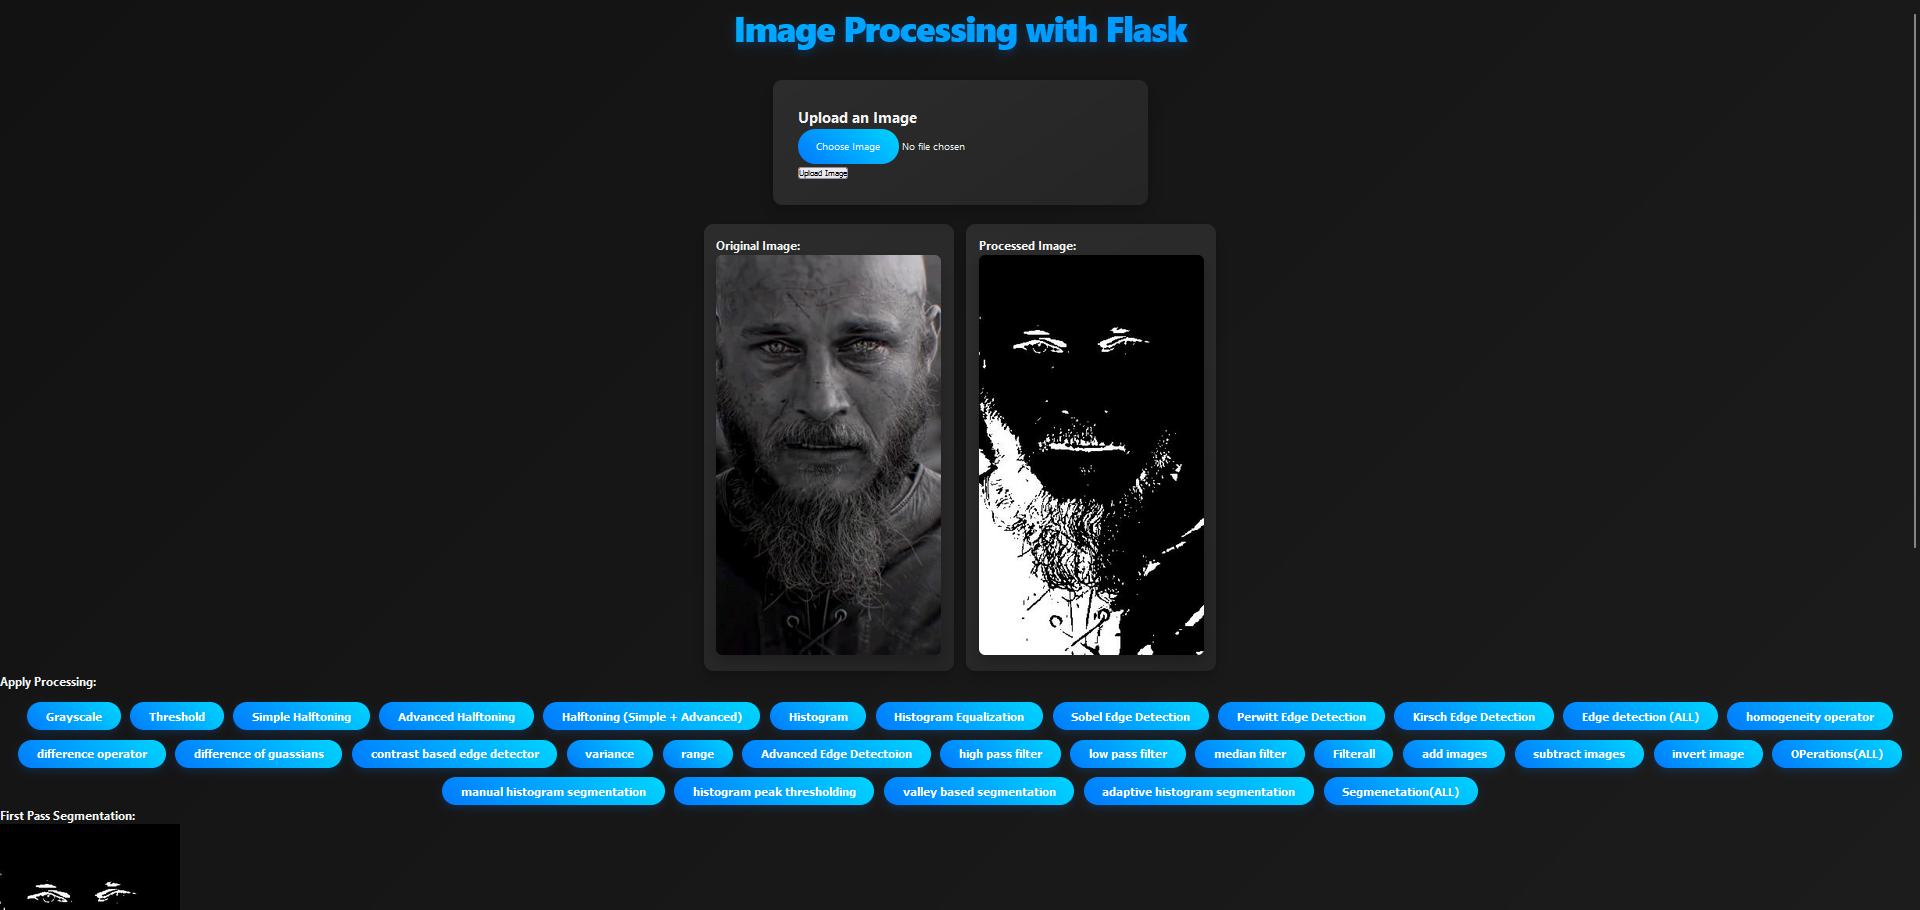 Image Processing with Flask
Upload an Image
Choose Image No file chosen
Upload Image
Original Image:
Processed Image:
Apply Processing:
Grayscale Threshold Simple Halftoning Advanced Halftoning Halftoning (Simple + Advanced) Histogram Histogram Equalization Sobel Edge Detection Perwitt Edge Detection Kirsch Edge Detection Edge detection (ALL) homogeneity operator
difference operator difference of guassians contrast based edge detector variance range Advanced Edge Detectoion high pass filter low pass filter median filter Filterall add images subtract images invert image OPerations(ALL)
manual histogram segmentation histogram peak thresholding valley based segmentation adaptive histogram segmentation Segmenetation(ALL)
First Pass Segmentation: